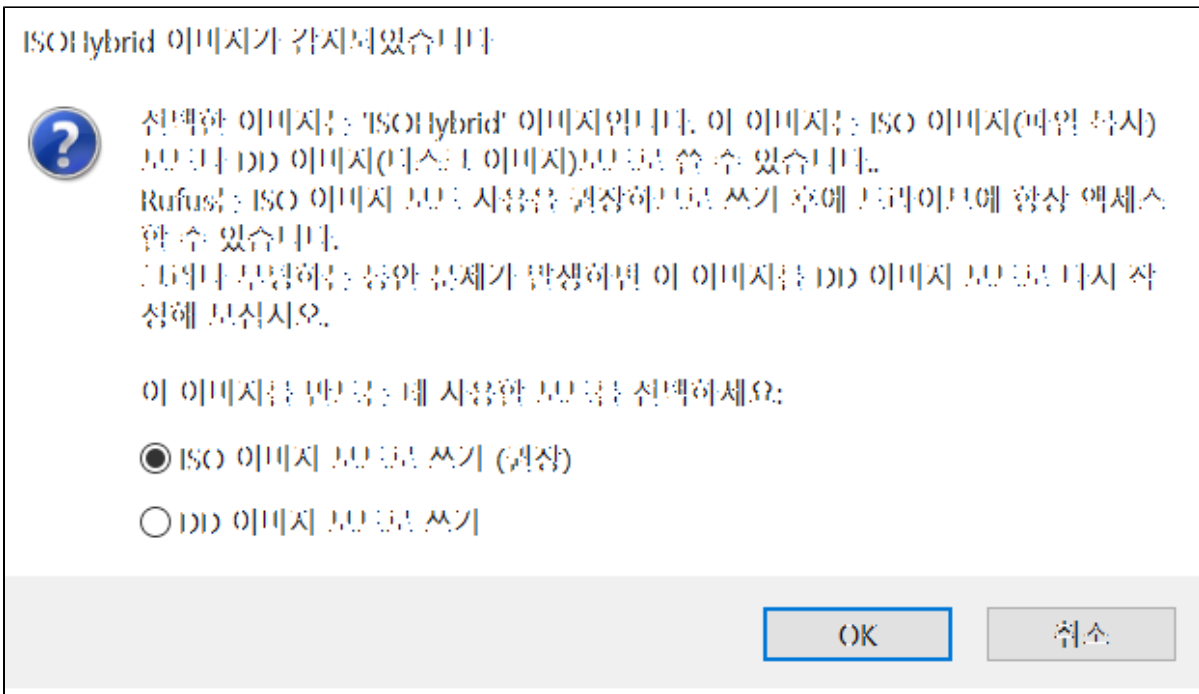 ISOHybrid 이미지가 감지되었습니다
선택한 이미지는 'ISOHybrid' 이미지입니다. 이 이미지는 ISO 이미지(파일 복사)
모드나 DD 이미지(디스크 이미지)모드로 쓸 수 있습니다..
Rufus는 ISO 이미지 모드 사용을 권장하므로 쓰기 후에 드라이브에 항상 액세스
할 수 있습니다.
그러나 부팅하는 동안 문제가 발생하면 이 이미지를 DD 이미지 모드로 다시 작
성해 보십시오.
이 이미지를 만드는 데 사용할 모드를 선택하세요:
ISO 이미지 모드로 쓰기 (권장)
DD 이미지 모드로 쓰기
OK
취소